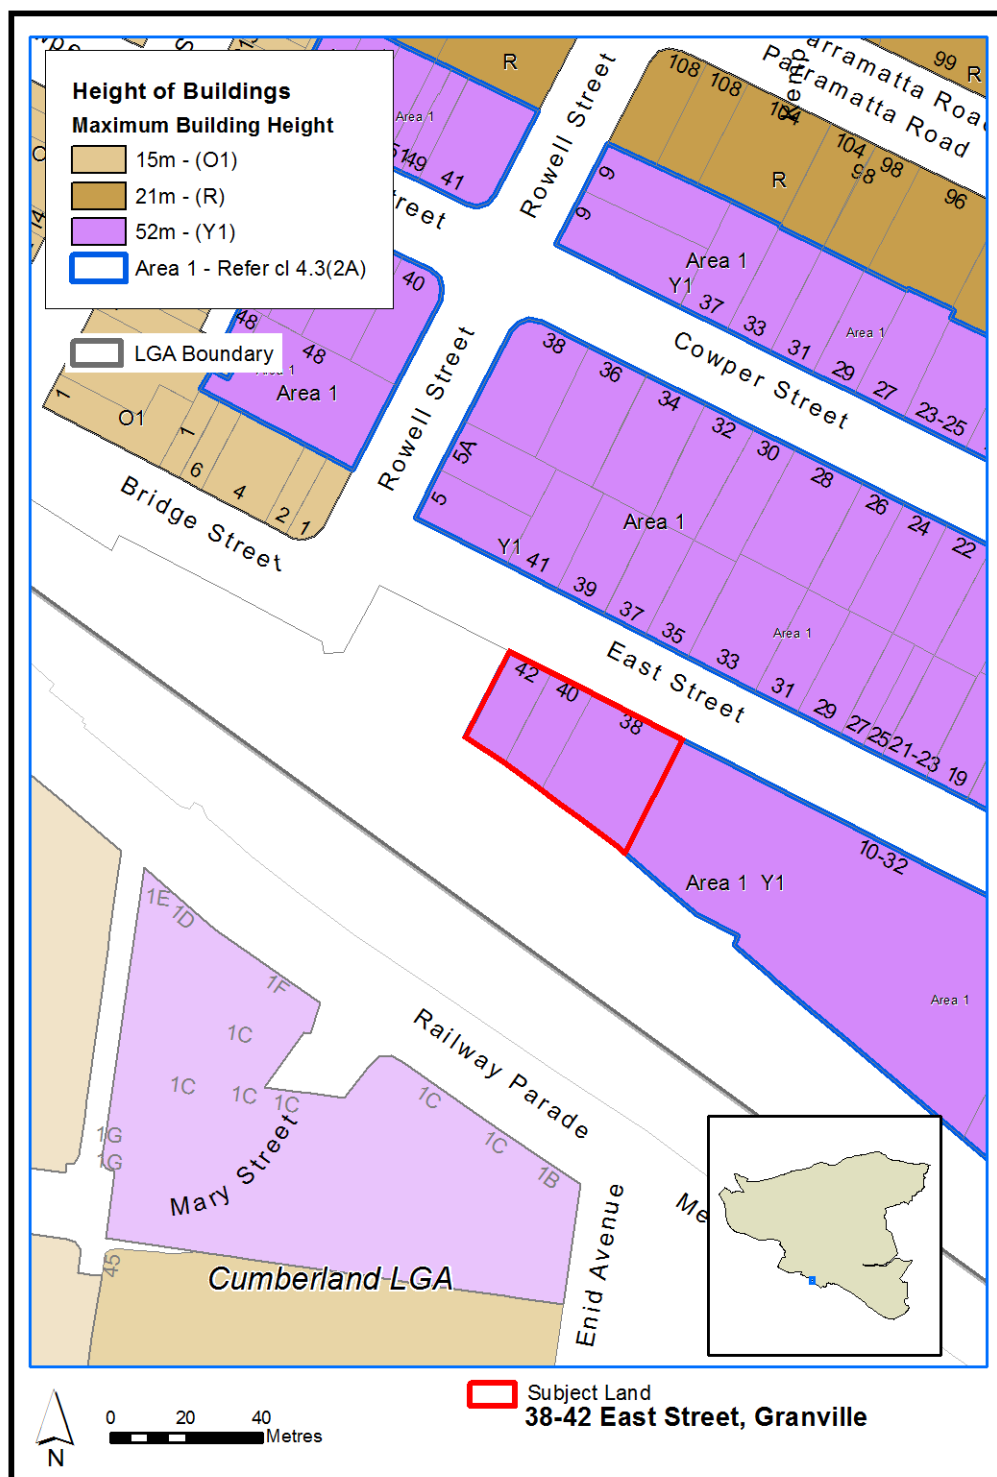 Height of Buildings
Maximum Building Height
15m - (O1)
21m - (R)
52m - (Y1)
Area 1 - Refer cl 4.3(2A)
LGA Boundary
R
Area 1
49
41
Rowell Street
108
108
104
104
98
98
96
99
R
R
Parramatta Road
9
9
Area 1
Y1
37
33
31
29
27
23-25
Area 1
Cowper Street
14
40
48
48
Area 1
1
O1
1
6
4
2
1
Bridge Street
Rowell Street
38
36
34
32
30
28
26
24
22
5A
5
Y1
Area 1
Area 1
41
39
37
35
33
31
29
27
25
21-23
19
East Street
42
40
38
10-32
Area 1 Y1
Area 1
1E
1D
1F
1C
1C
1C
1C
1C
1C
1B
1G
1G
45
Railway Parade
Mary Street
Enid Avenue
Cumberland LGA
N
0 20 40
Metres
Subject Land
38-42 East Street, Granville